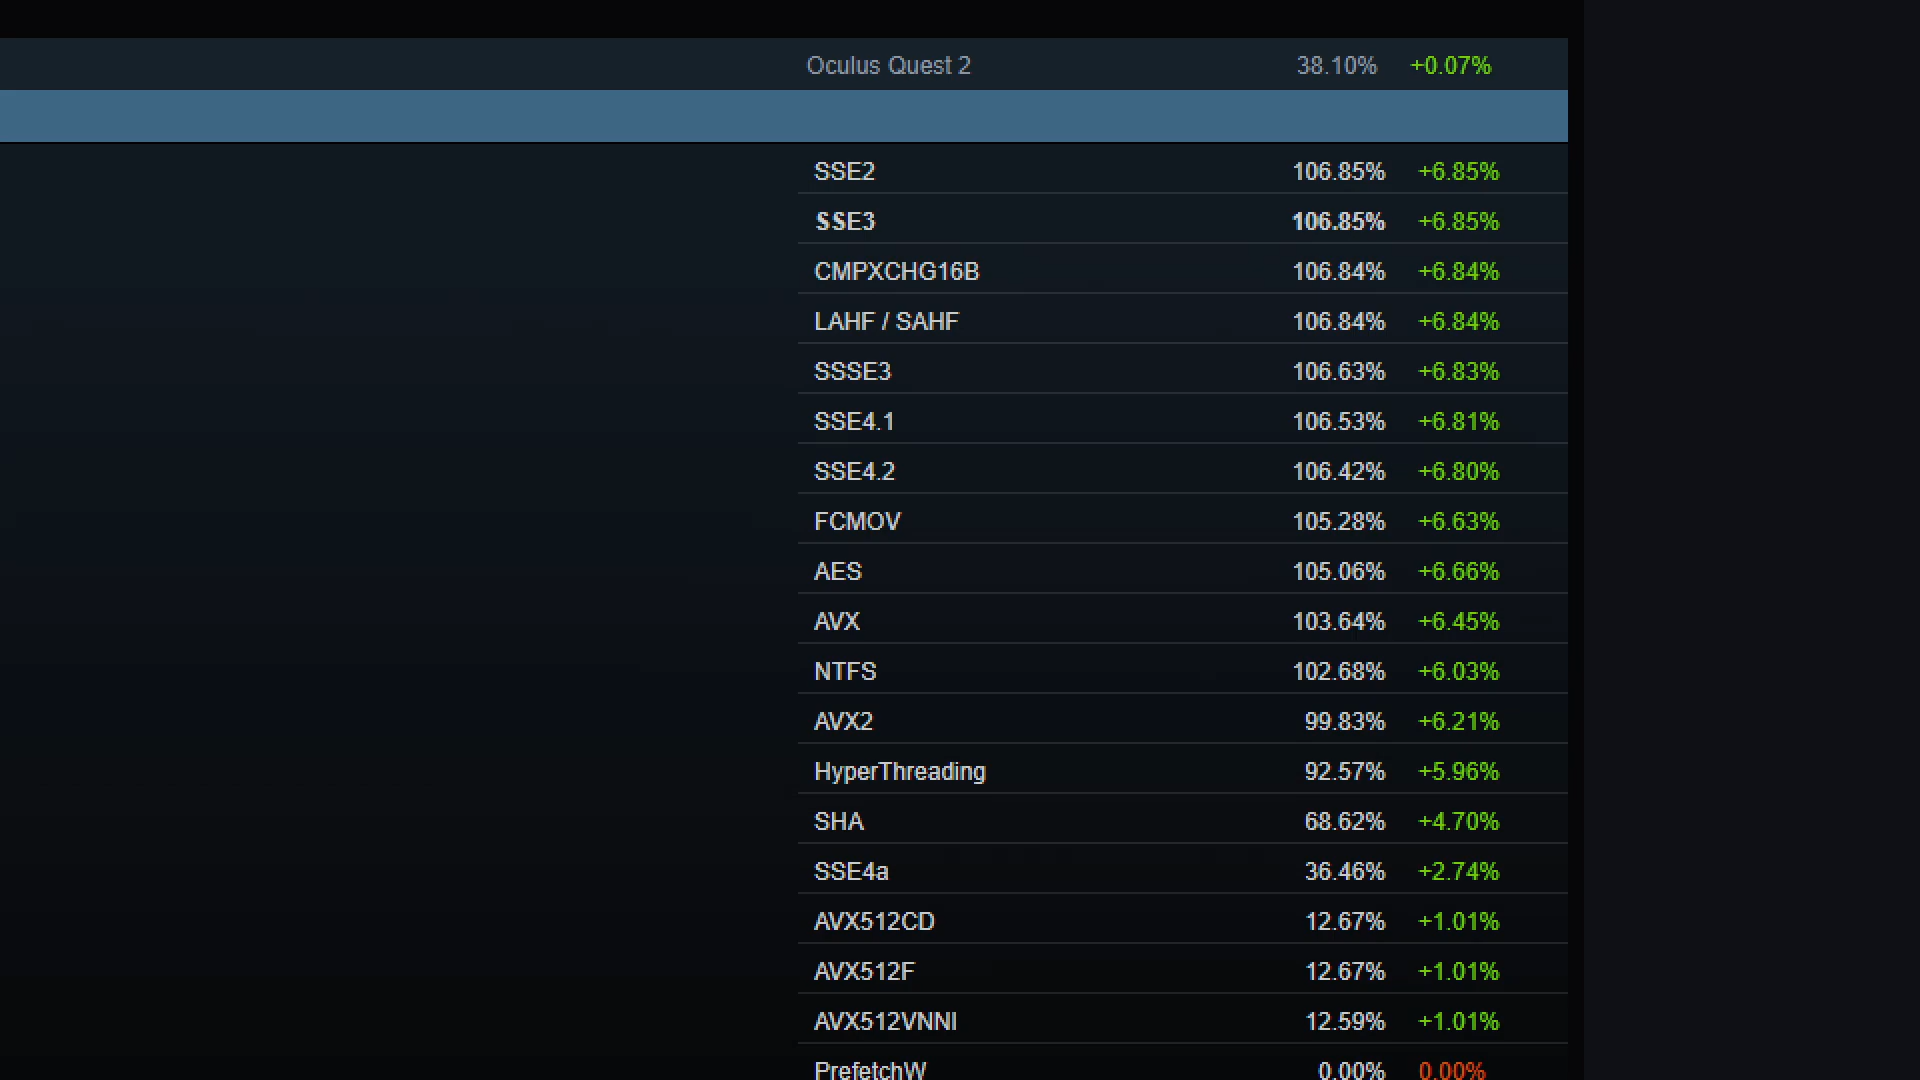 Oculus Quest 2 38.10% +0.07%
SSE2 106.85% +6.85%
SSE3 106.85% +6.85%
CMPXCHG16B 106.84% +6.84%
LAHF / SAHF 106.84% +6.84%
SSSE3 106.63% +6.83%
SSE4.1 106.53% +6.81%
SSE4.2 106.42% +6.80%
FCMOV 105.28% +6.63%
AES 105.06% +6.66%
AVX 103.64% +6.45%
NTFS 102.68% +6.03%
AVX2 99.83% +6.21%
HyperThreading 92.57% +5.96%
SHA 68.62% +4.70%
SSE4a 36.46% +2.74%
AVX512CD 12.67% +1.01%
AVX512F 12.67% +1.01%
AVX512VNNI 12.59% +1.01%
PrefetchW 0.00% 0.00%